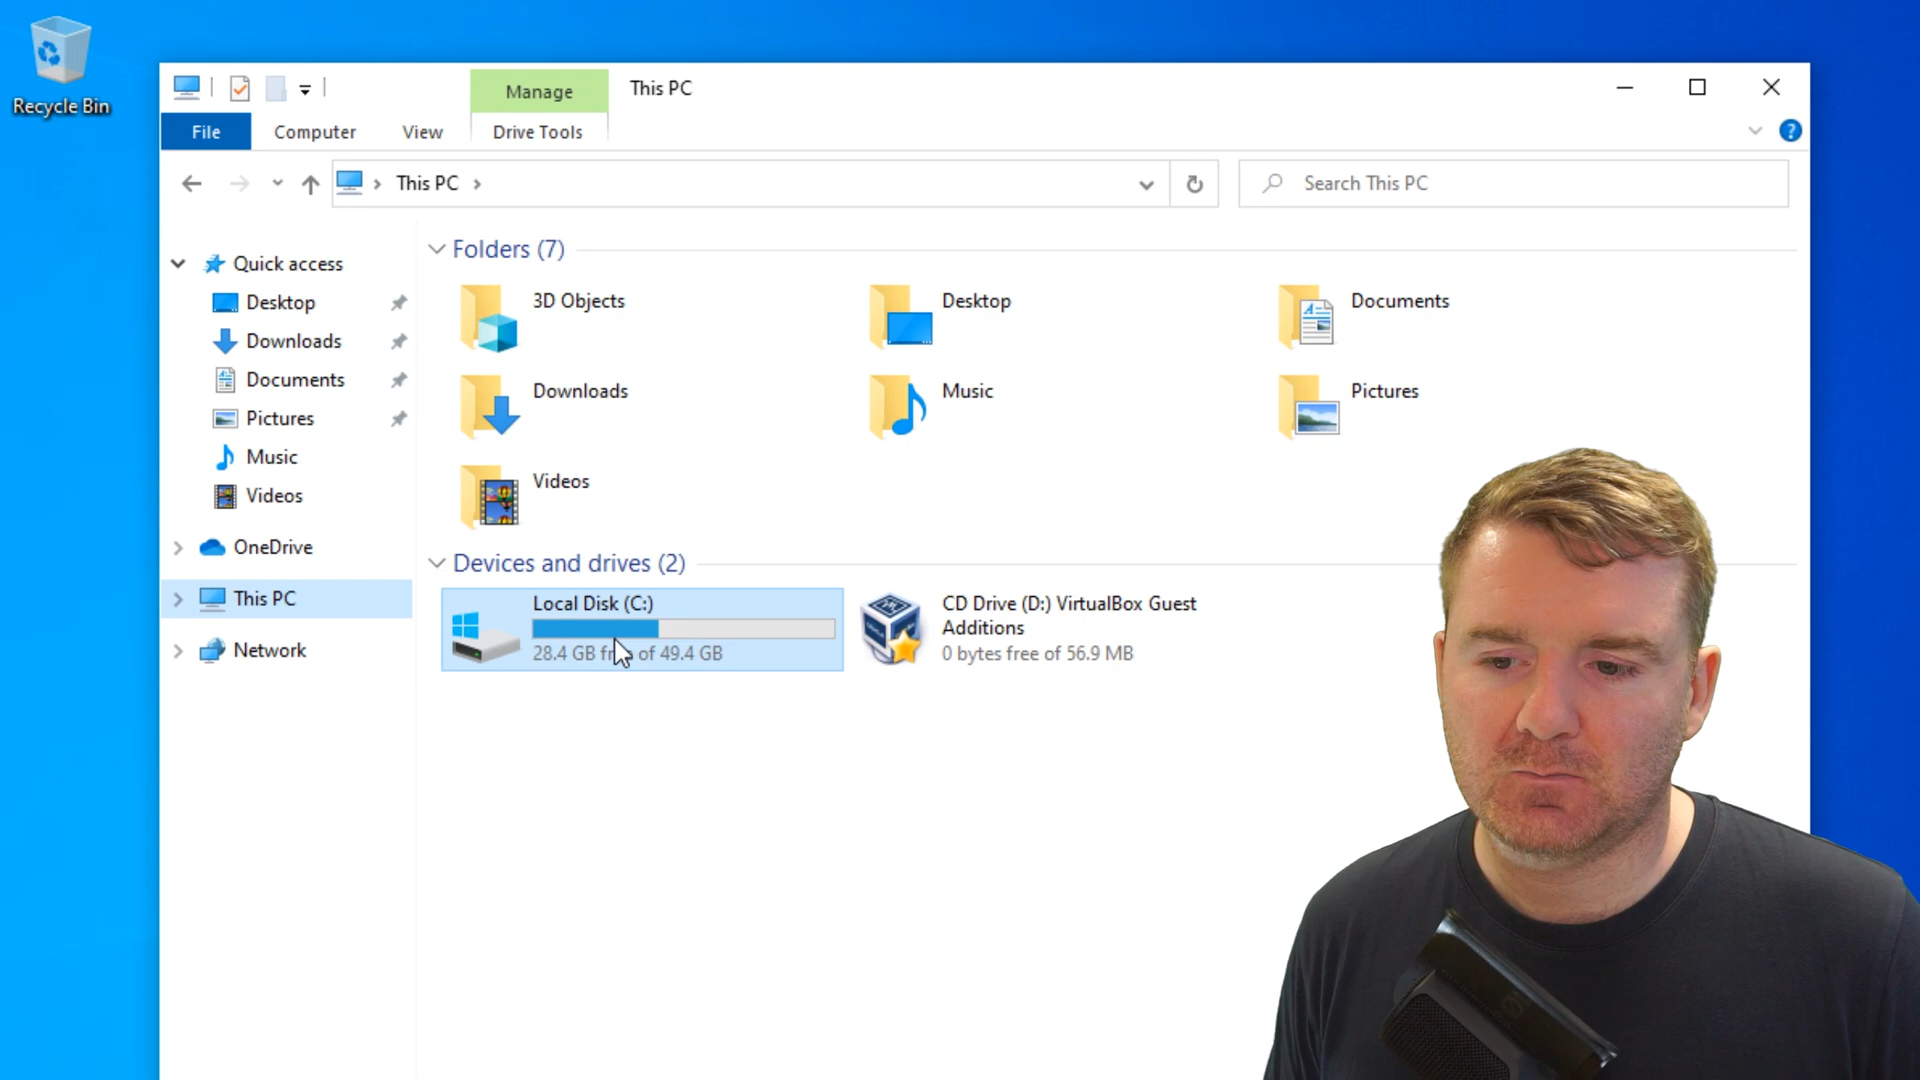 Recycle Bin
Manage
This PC
File
Computer
View
Drive Tools
This PC
Search This PC
Quick access
Desktop
Downloads
Documents
Pictures
Music
Videos
OneDrive
This PC
Network
Folders (7)
3D Objects
Desktop
Documents
Downloads
Music
Pictures
Videos
Devices and drives (2)
Local Disk (C:)
28.4 GB free of 49.4 GB
CD Drive (D:) VirtualBox Guest
Additions
0 bytes free of 56.9 MB